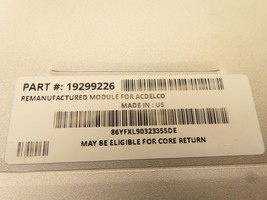 PART #: 19299226
REMANUFACTURED MODULE FOR ACDELCO
MADE IN : US
86YFXL90323355DE
MAY BE ELIGIBLE FOR CORE RETURN